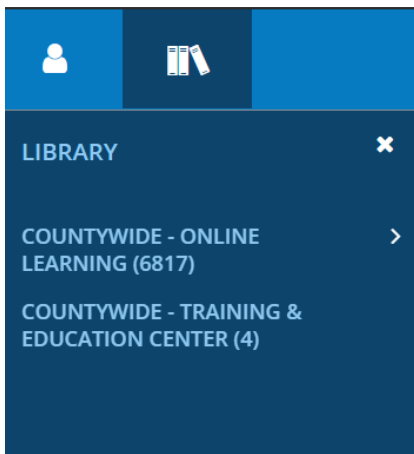 LIBRARY
COUNTYWIDE - ONLINE
LEARNING (6817)
COUNTYWIDE - TRAINING &
EDUCATION CENTER (4)